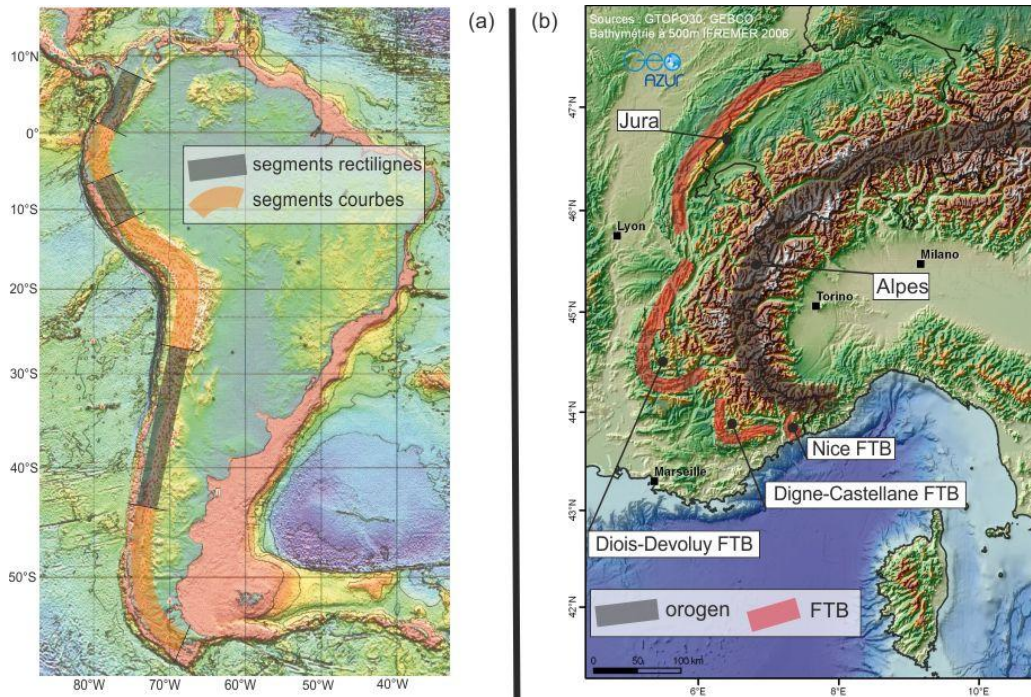 (a)
10°N
0°
10°S
20°S
30°S
40°S
50°S
80°W
70°W
60°W
50°W
40°W
segments rectilignes
segments courbes
(b)
Sources : GTOPO30, GEBCO
Bathymétrie à 500m IFREMER 2006
Geo
AZUR
47°N
46°N
45°N
44°N
43°N
42°N
Jura
Lyon
Milano
Alpes
Torino
Nice FTB
Marseille
Digne-Castellane FTB
Diois-Devoluy FTB
orogen
FTB
0
50
100 km
6°E
8°E
10°E